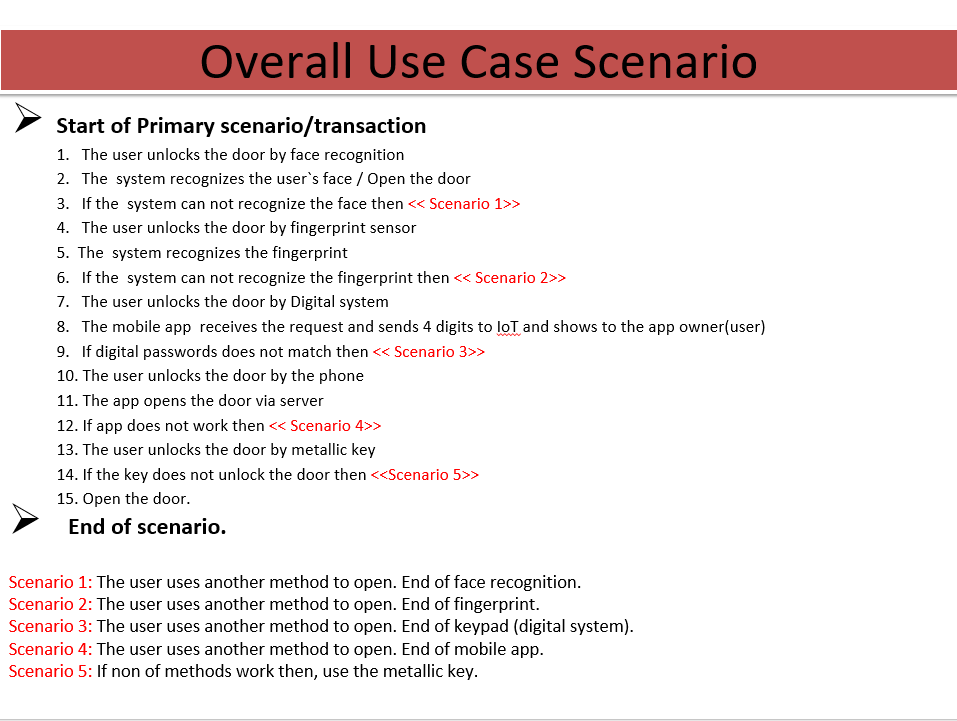 Overall Use Case Scenario
Start of Primary scenario/transaction
1. The user unlocks the door by face recognition
2. The system recognizes the user`s face / Open the door
3. If the system can not recognize the face then << Scenario 1>>
4. The user unlocks the door by fingerprint sensor
5. The system recognizes the fingerprint
6. If the system can not recognize the fingerprint then << Scenario 2>>
7. The user unlocks the door by Digital system
8. The mobile app receives the request and sends 4 digits to IoT and shows to the app owner(user)
9. If digital passwords does not match then << Scenario 3>>
10. The user unlocks the door by the phone
11. The app opens the door via server
12. If app does not work then << Scenario 4>>
13. The user unlocks the door by metallic key
14. If the key does not unlock the door then <<Scenario 5>>
15. Open the door.
End of scenario.
Scenario 1: The user uses another method to open. End of face recognition.
Scenario 2: The user uses another method to open. End of fingerprint.
Scenario 3: The user uses another method to open. End of keypad (digital system).
Scenario 4: The user uses another method to open. End of mobile app.
Scenario 5: If non of methods work then, use the metallic key.